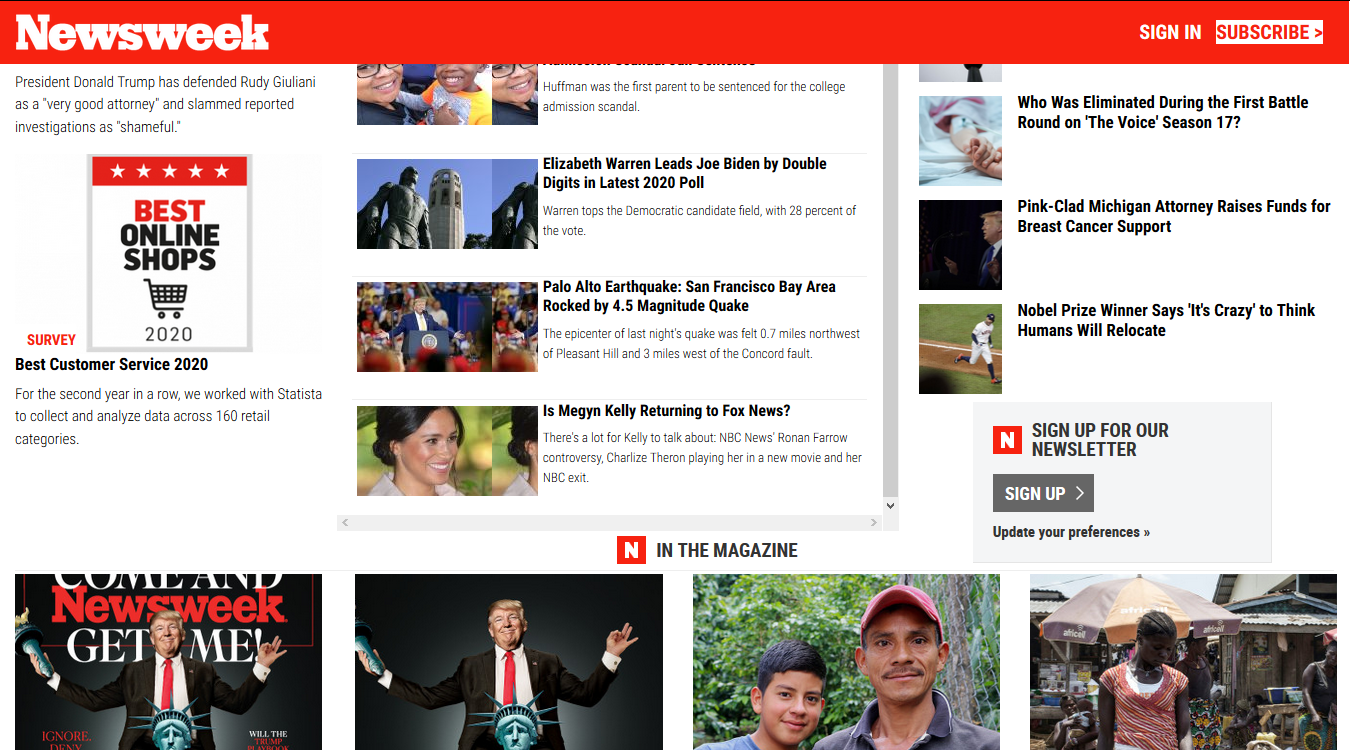 Newsweek
SIGN IN
SUBSCRIBE >
President Donald Trump has defended Rudy Giuliani
as a "very good attorney" and slammed reported
investigations as "shameful."
BEST
ONLINE
SHOPS
2020
SURVEY
Best Customer Service 2020
For the second year in a row, we worked with Statista
to collect and analyze data across 160 retail
categories.
Huffman was the first parent to be sentenced for the college
admission scandal.
Elizabeth Warren Leads Joe Biden by Double
Digits in Latest 2020 Poll
Warren tops the Democratic candidate field, with 28 percent of
the vote.
Palo Alto Earthquake: San Francisco Bay Area
Rocked by 4.5 Magnitude Quake
The epicenter of last night's quake was felt 0.7 miles northwest
of Pleasant Hill and 3 miles west of the Concord fault.
Is Megyn Kelly Returning to Fox News?
There's a lot for Kelly to talk about: NBC News' Ronan Farrow
controversy, Charlize Theron playing her in a new movie and her
NBC exit.
Who Was Eliminated During the First Battle
Round on 'The Voice' Season 17?
Pink-Clad Michigan Attorney Raises Funds for
Breast Cancer Support
Nobel Prize Winner Says 'It's Crazy' to Think
Humans Will Relocate
N
SIGN UP FOR OUR
NEWSLETTER
SIGN UP >
Update your preferences »
N IN THE MAGAZINE
COME AND
Newsweek
GET ME!
IGNORE.
DENY.
WILL THE
TRUMP
PLAYBOOK
africell
africell